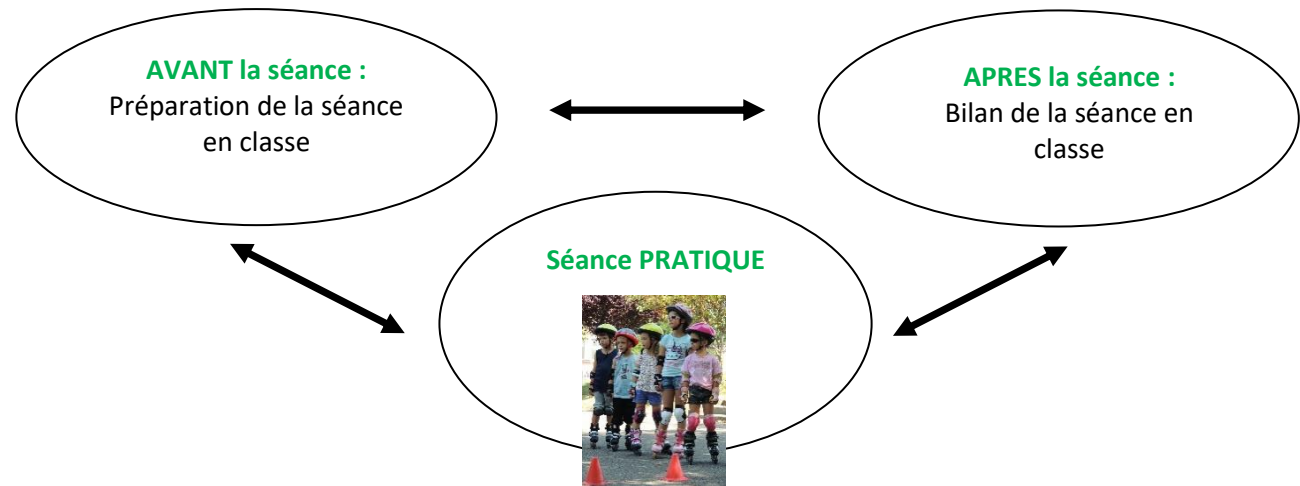 AVANT la séance :
Préparation de la séance
en classe
APRES la séance :
Bilan de la séance en
classe
Séance PRATIQUE